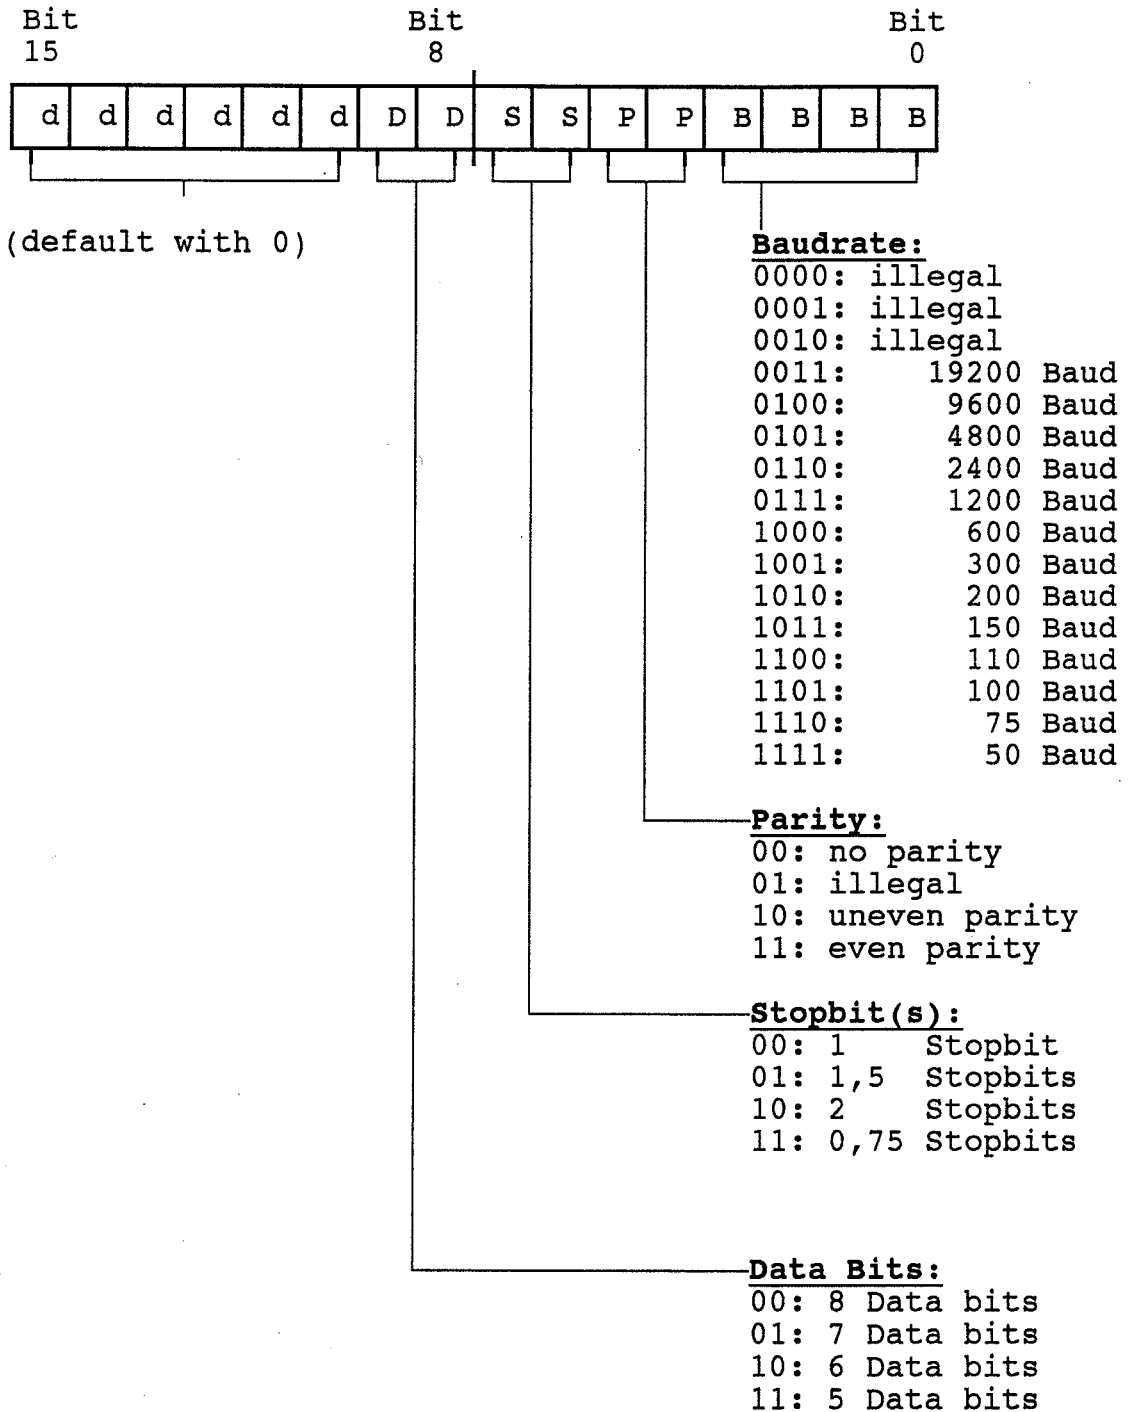 Bit Bit Bit
15 8 0
d d d d d d D D S S P P B B B B
(default with 0)
Baudrate:
0000: illegal
0001: illegal
0010: illegal
0011: 19200 Baud
0100: 9600 Baud
0101: 4800 Baud
0110: 2400 Baud
0111: 1200 Baud
1000: 600 Baud
1001: 300 Baud
1010: 200 Baud
1011: 150 Baud
1100: 110 Baud
1101: 100 Baud
1110: 75 Baud
1111: 50 Baud
Parity:
00: no parity
01: illegal
10: uneven parity
11: even parity
Stopbit(s):
00: 1 Stopbit
01: 1,5 Stopbits
10: 2 Stopbits
11: 0,75 Stopbits
Data Bits:
00: 8 Data bits
01: 7 Data bits
10: 6 Data bits
11: 5 Data bits